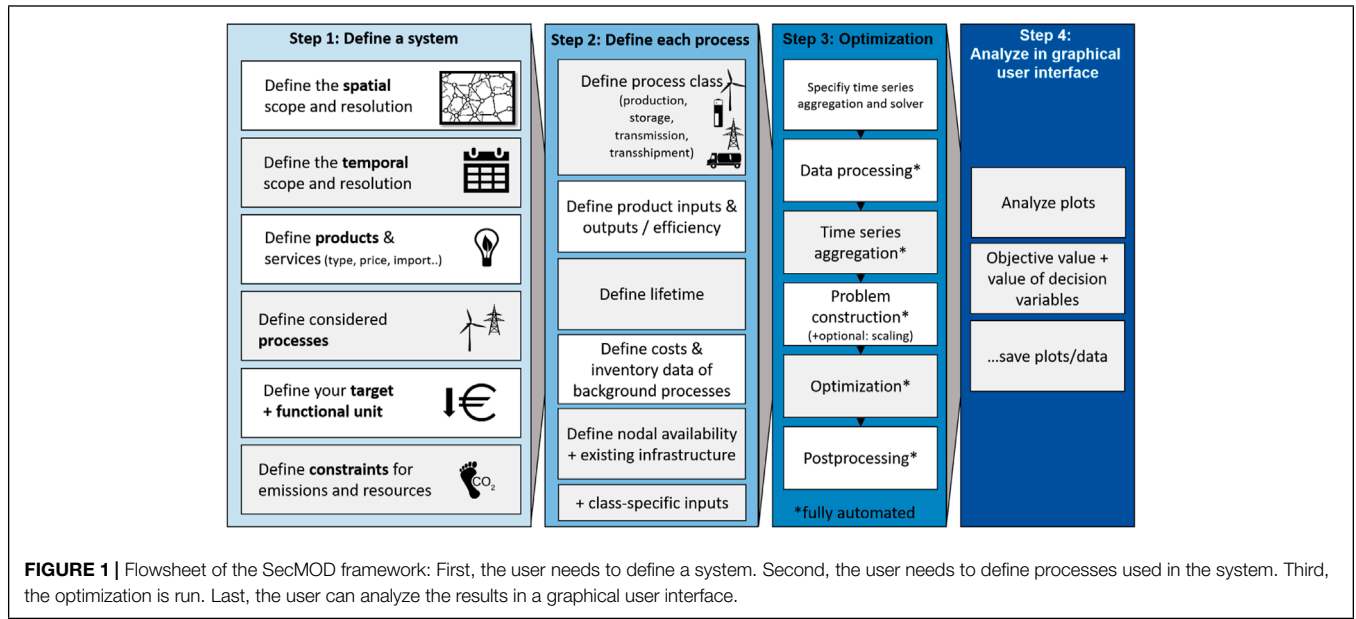 Step 1: Define a system
Define the spatial
scope and resolution
Define the temporal
scope and resolution
Define products &
services (type, price, import..)
Define considered
processes
Define your target
+ functional unit
Define constraints for
emissions and resources
CO2
Step 2: Define each process
Define process class
(production,
storage,
transmission,
transshipment)
Define product inputs &
outputs / efficiency
Define lifetime
Define costs &
inventory data of
background processes
Define nodal availability
+ existing infrastructure
+ class-specific inputs
Step 3: Optimization
Specifiy time series
aggregation and solver
Data processing*
Time series
aggregation*
Problem
construction*
(+optional: scaling)
Optimization*
Postprocessing*
*fully automated
Step 4:
Analyze in graphical
user interface
Analyze plots
Objective value +
value of decision
variables
...save plots/data
FIGURE 1 | Flowsheet of the SecMOD framework: First, the user needs to define a system. Second, the user needs to define processes used in the system. Third,
the optimization is run. Last, the user can analyze the results in a graphical user interface.